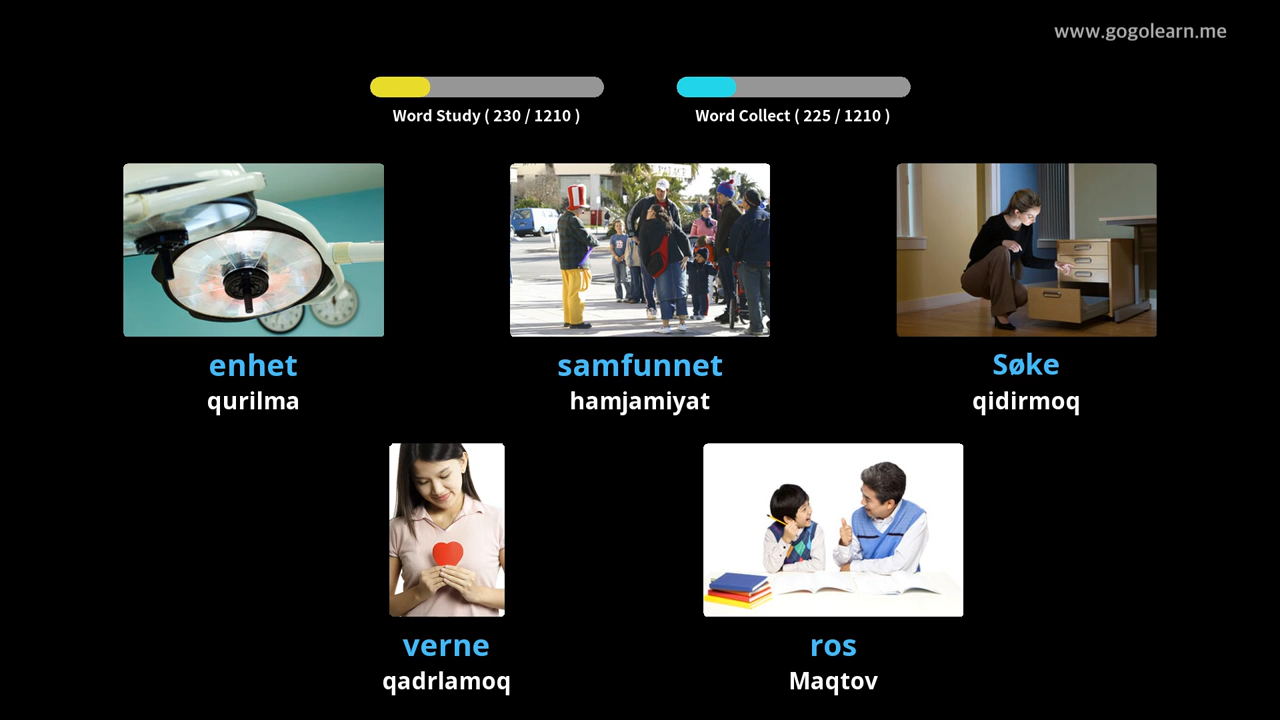 www.gogolearn.me
Word Study ( 230 / 1210 )
Word Collect ( 225 / 1210 )
enhet
qurilma
samfunnet
hamjamiyat
Søke
qidirmoq
verne
qadrlamoq
ros
Maqtov